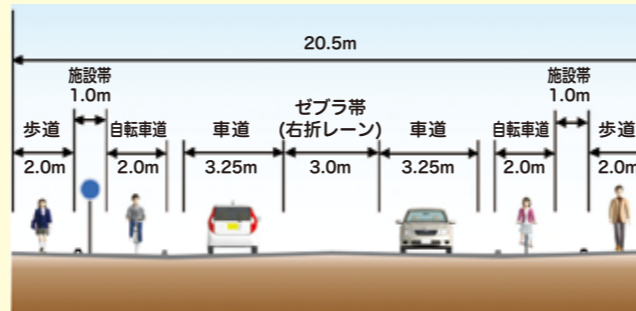 20.5m
施設帯
1.0m
施設帯
1.0m
歩道
自転車道
車道
ゼブラ帯
(右折レーン)
車道
自転車道
歩道
2.0m
2.0m
3.25m
3.0m
3.25m
2.0m
2.0m